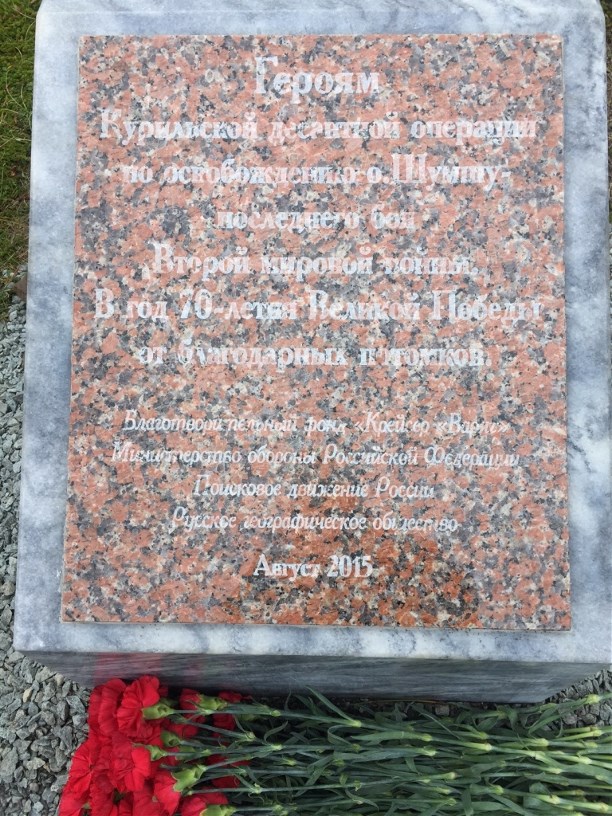 Героям
Курильской десантной операции
по освобождению о. Шумшу-
последнего боя
Второй мировой войны.
В год 70-летия Великой Победы
от благодарных потомков.
Благотворительный фонд «Крейсер «Варяг»
Министерство обороны Российской Федерации
Поисковое движение России
Русское географическое общество
Август 2015